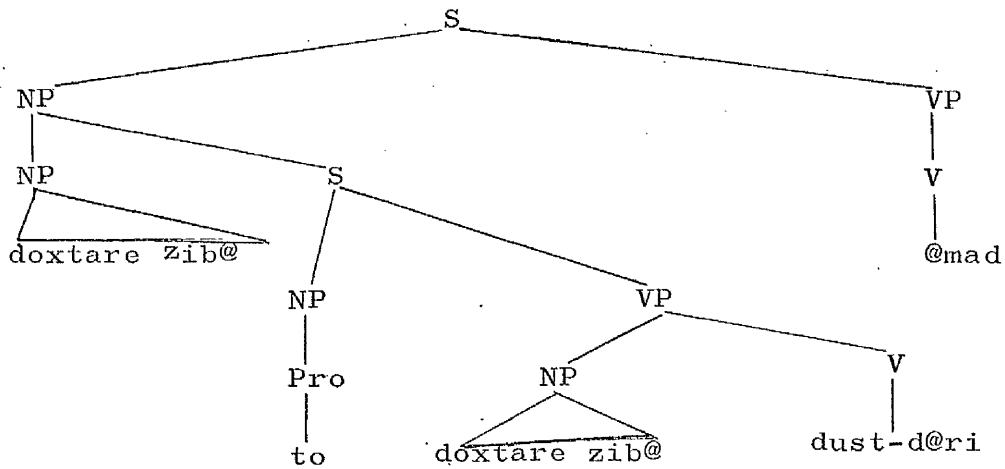 S
NP VP
NP S V
doxtare zib@ @mad
NP VP
Pro NP V
to doxtare zib@ dust-d@ri